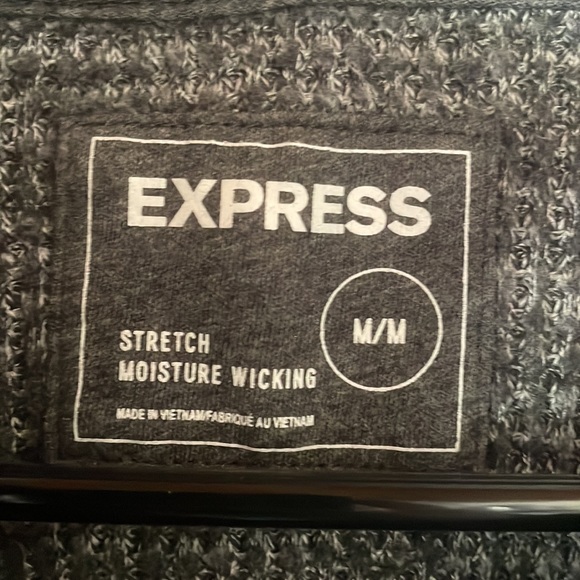 EXPRESS
M/M
STRETCH
MOISTURE WICKING
MADE IN VIETNAM/FABRIQUÉ AU VIETNAM